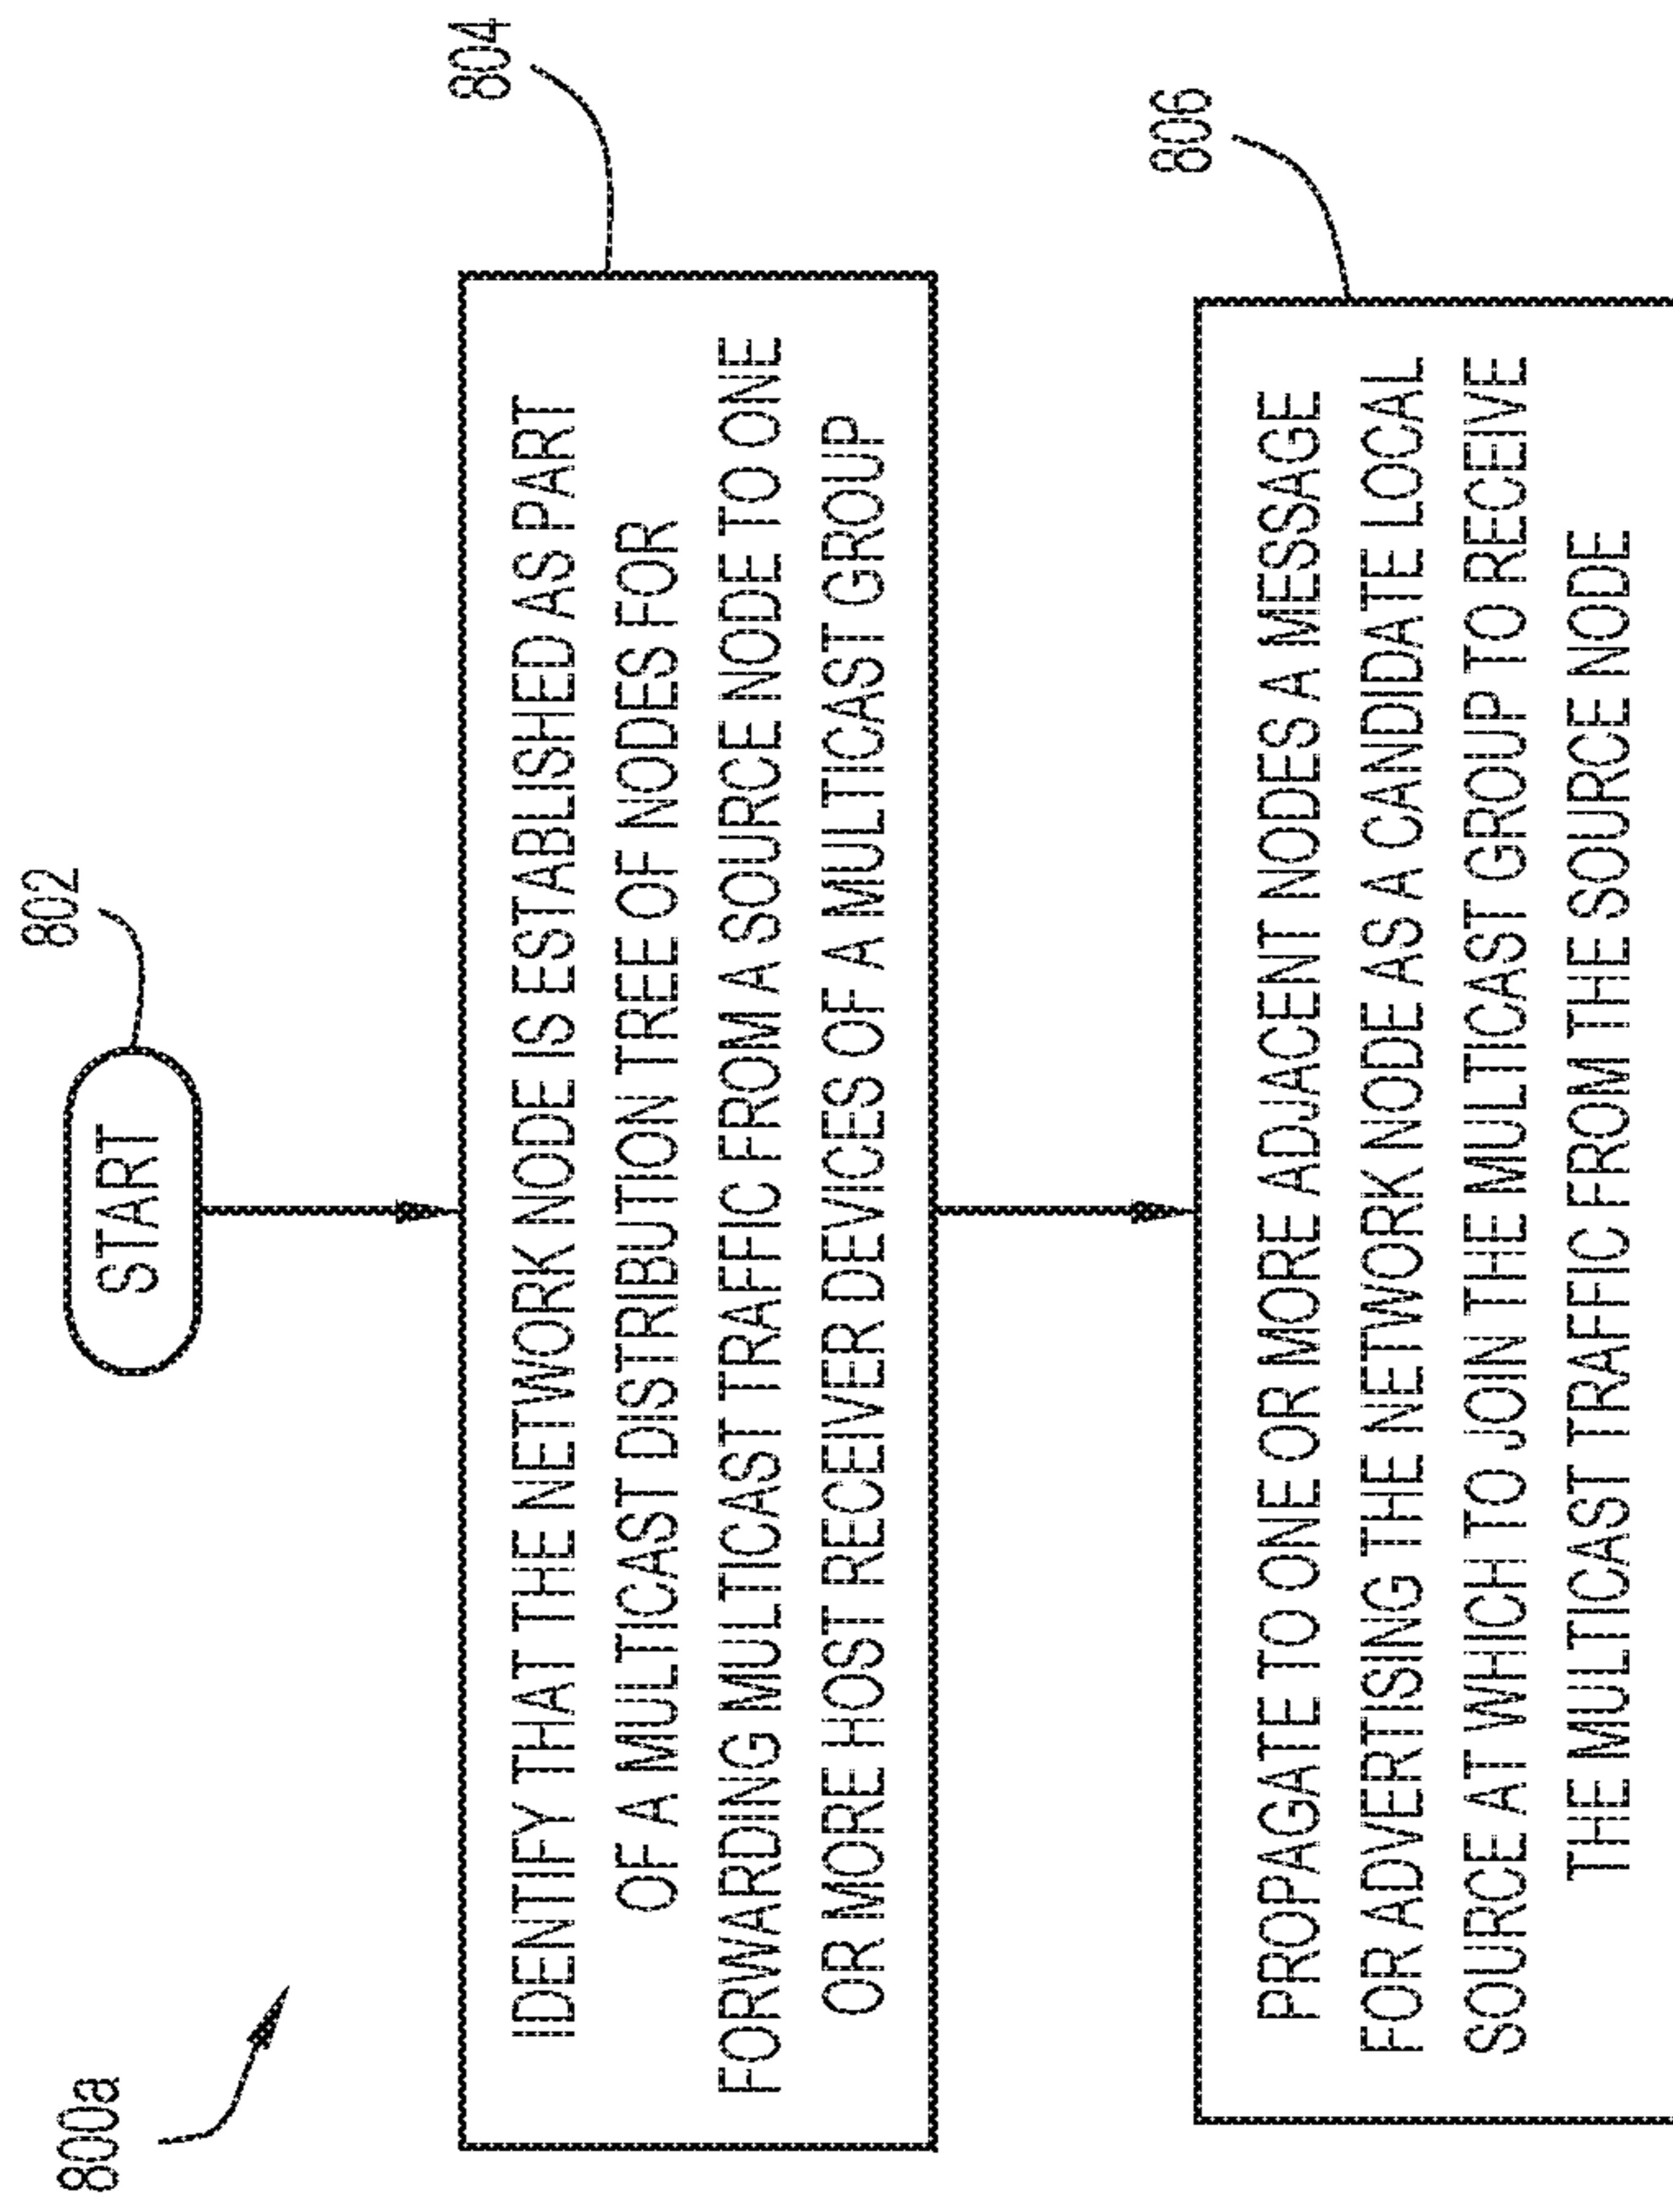 800a
START
802
IDENTIFY THAT THE NETWORK NODE IS ESTABLISHED AS PART
OF A MULTICAST DISTRIBUTION TREE OF NODES FOR
FORWARDING MULTICAST TRAFFIC FROM A SOURCE NODE TO ONE
OR MORE HOST RECEIVER DEVICES OF A MULTICAST GROUP
804
PROPAGATE TO ONE OR MORE ADJACENT NODES A MESSAGE
FOR ADVERTISING THE NETWORK NODE AS A CANDIDATE LOCAL
SOURCE AT WHICH TO JOIN THE MULTICAST GROUP TO RECEIVE
THE MULTICAST TRAFFIC FROM THE SOURCE NODE
806